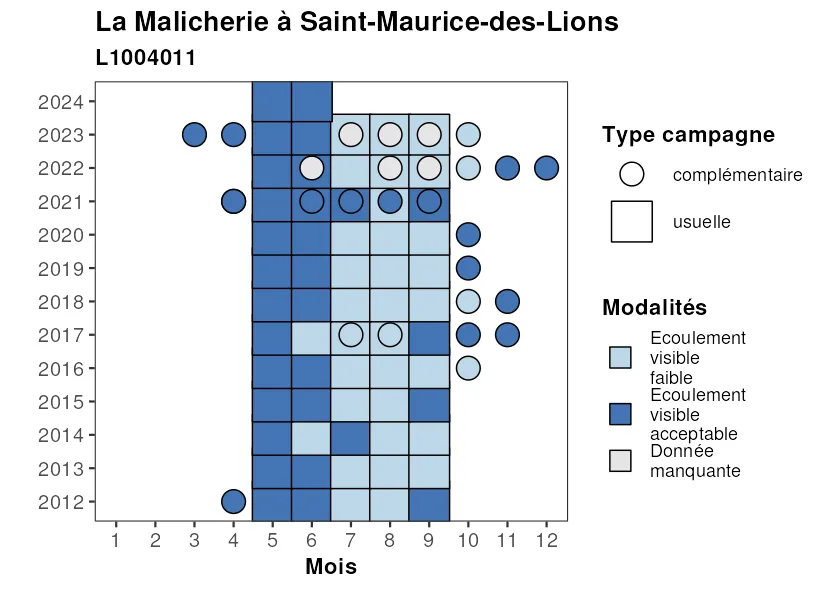 La Malicherie à Saint-Maurice-des-Lions
L1004011
2024
2023
2022
2021
2020
2019
2018
2017
2016
2015
2014
2013
2012
1 2 3 4 5 6 7 8 9 10 11 12
Mois
Type campagne
complémentaire
usuelle
Modalités
Ecoulement
visible
faible
Ecoulement
visible
acceptable
Donnée
manquante